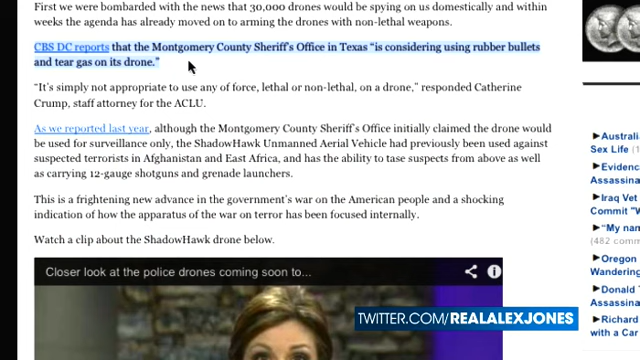 First we were bombarded with the news that 30,000 drones would be spying on us domestically and within
weeks the agenda has already moved on to arming the drones with non-lethal weapons.
CBS DC reports that the Montgomery County Sheriff's Office in Texas "is considering using rubber bullets
and tear gas on its drone."
"It's simply not appropriate to use any of force, lethal or non-lethal, on a drone," responded Catherine
Crump, staff attorney for the ACLU.
As we reported last year, although the Montgomery County Sheriff's Office initially claimed the drone would
be used for surveillance only, the ShadowHawk Unmanned Aerial Vehicle had previously been used against
suspected terrorists in Afghanistan and East Africa, and has the ability to tase suspects from above as well
as carrying 12-gauge shotguns and grenade launchers.
This is a frightening new advance in the government's war on the American people and a shocking
indication of how the apparatus of the war on terror has been focused internally.
Watch a clip about the ShadowHawk drone below.
Closer look at the police drones coming soon to...
TWITTER.COM/REALALEXJONES
Australi
Sex Life (1
Evidenc
Assassina
Iraq Vet
Commit "W
"My nam
(482 comm
Oregon
Wandering
Donald T
Assassina
Richard
with a Car